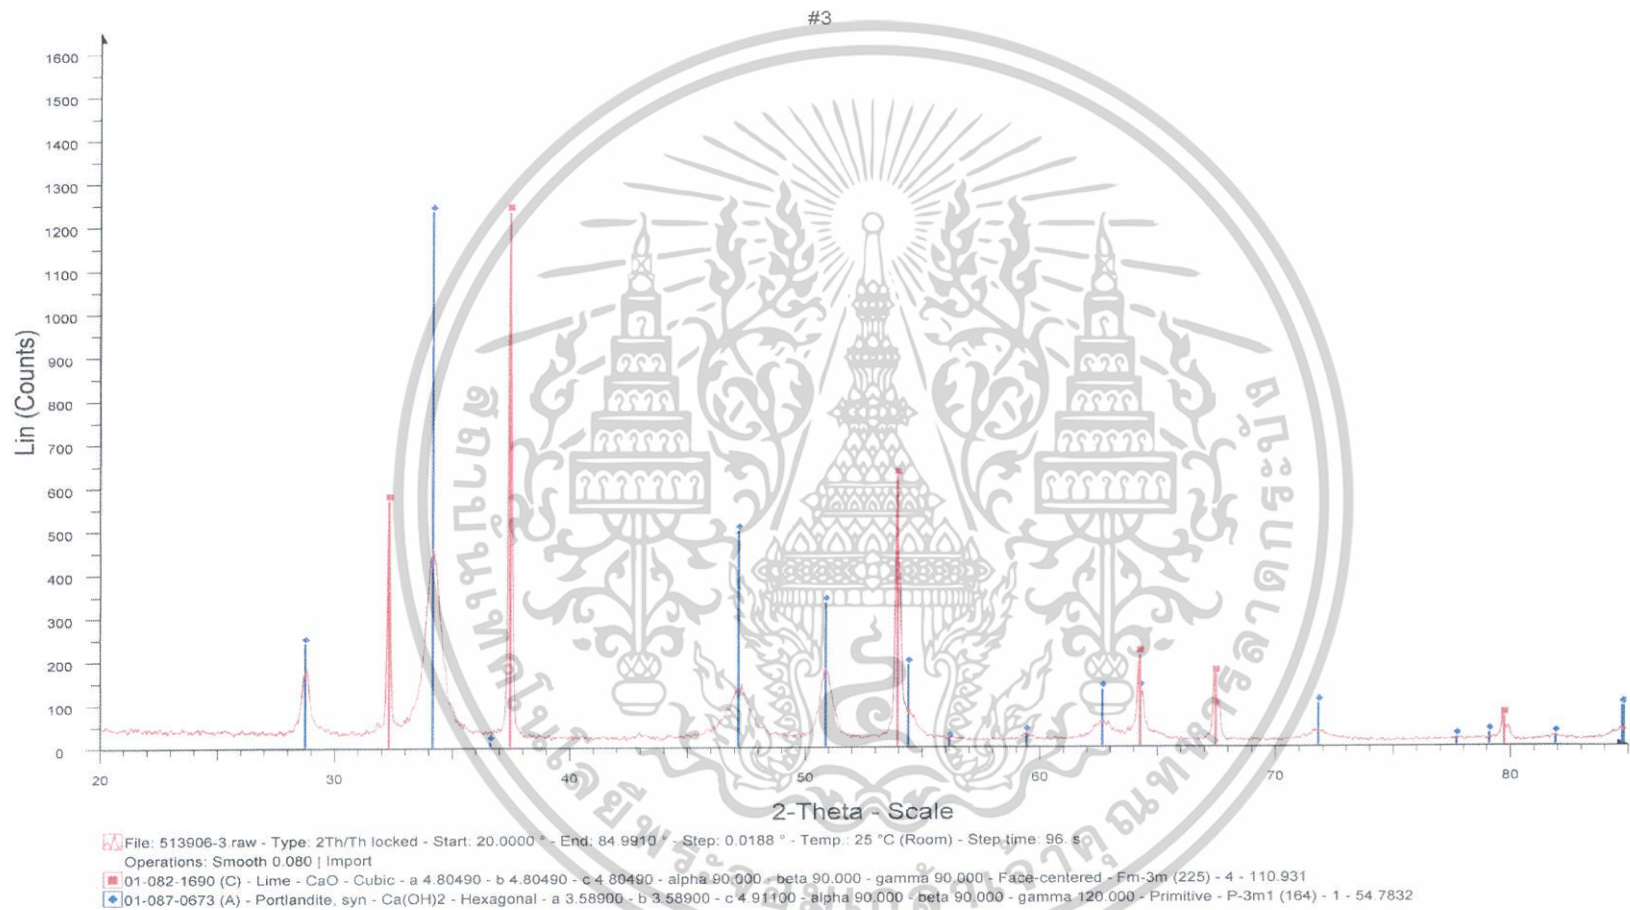 #3
1600
1500
1400
1300
1200
1100
1000
900
800
700
600
500
400
300
200
100
0
Lin (Counts)
20 30 40 50 60 70 80
2-Theta - Scale
File: 513906-3.raw - Type: 2Th/Th locked - Start: 20.0000 ° - End: 84.9910 ° - Step: 0.0188 ° - Temp.: 25 °C (Room) - Step time: 96. s
Operations: Smooth 0.080 | Import
01-082-1690 (C) - Lime - CaO - Cubic - a 4.80490 - b 4.80490 - c 4.80490 - alpha 90.000 - beta 90.000 - gamma 90.000 - Face-centered - Fm-3m (225) - 4 - 110.931
01-087-0673 (A) - Portlandite, syn - Ca(OH)2 - Hexagonal - a 3.58900 - b 3.58900 - c 4.91100 - alpha 90.000 - beta 90.000 - gamma 120.000 - Primitive - P-3m1 (164) - 1 - 54.7832